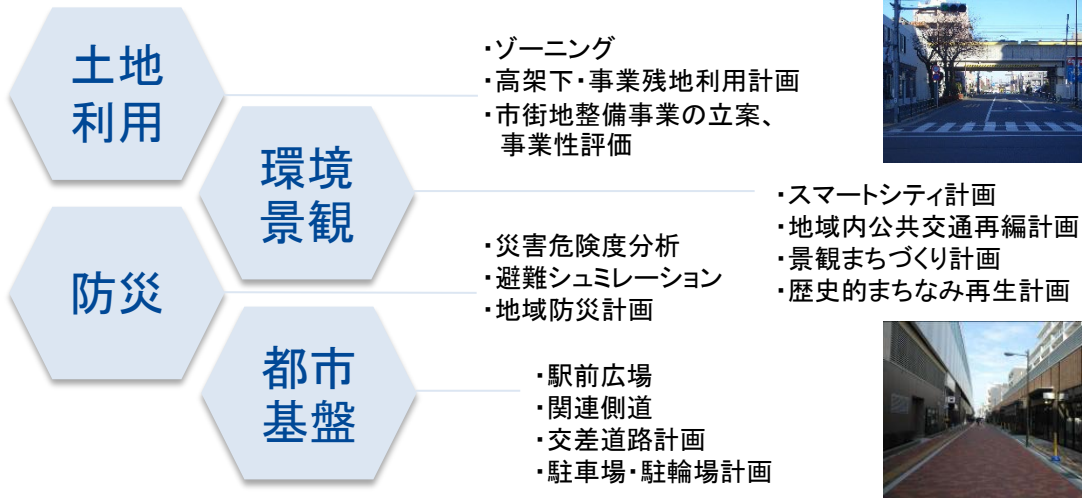 土地
利用
・ゾーニング
・高架下・事業残地利用計画
・市街地整備事業の立案、
事業性評価
環境
景観
・スマートシティ計画
・地域内公共交通再編計画
・景観まちづくり計画
・歴史的まちなみ再生計画
防災
・災害危険度分析
・避難シュミレーション
・地域防災計画
都市
基盤
・駅前広場
・関連側道
・交差道路計画
・駐車場・駐輪場計画